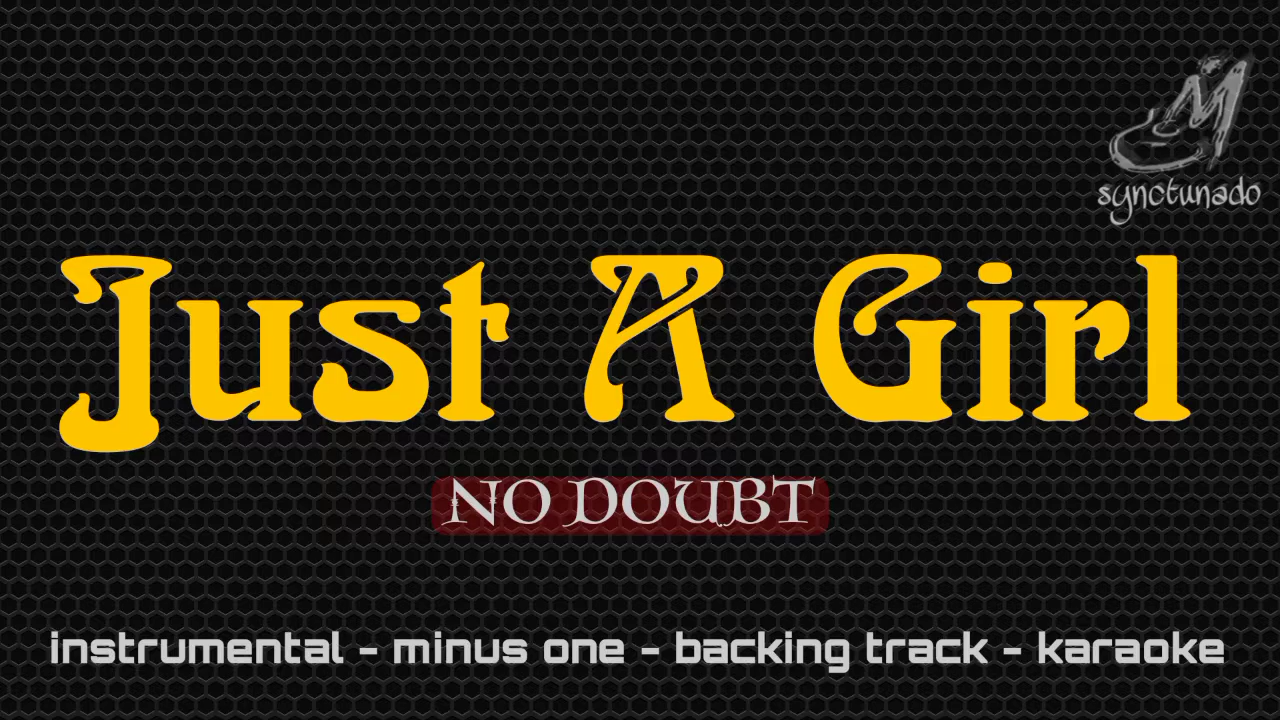 synctunado
Just A Girl
NO DOUBT
instrumental - minus one - backing track - karaoke